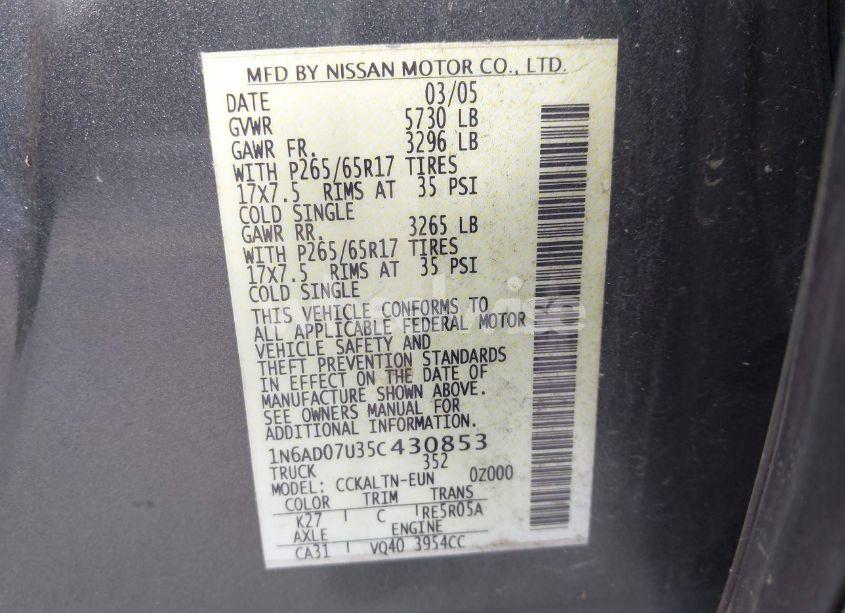 MFD BY NISSAN MOTOR CO., LTD.
DATE 03/05
GVWR 5730 LB
GAWR FR. 3296 LB
WITH P265/65R17 TIRES
17X7.5 RIMS AT 35 PSI
COLD SINGLE
GAWR RR. 3265 LB
WITH P265/65R17 TIRES
17X7.5 RIMS AT 35 PSI
COLD SINGLE
THIS VEHICLE CONFORMS TO
ALL APPLICABLE FEDERAL MOTOR
VEHICLE SAFETY AND
THEFT PREVENTION STANDARDS
IN EFFECT ON THE DATE OF
MANUFACTURE SHOWN ABOVE.
SEE OWNERS MANUAL FOR
ADDITIONAL INFORMATION.
1N6AD07U35C430853
TRUCK 352
MODEL: CCKALTN-EUN 0Z000
COLOR TRIM TRANS
K27 C RE5R05A
AXLE ENGINE
CA31 VQ40 3954CC